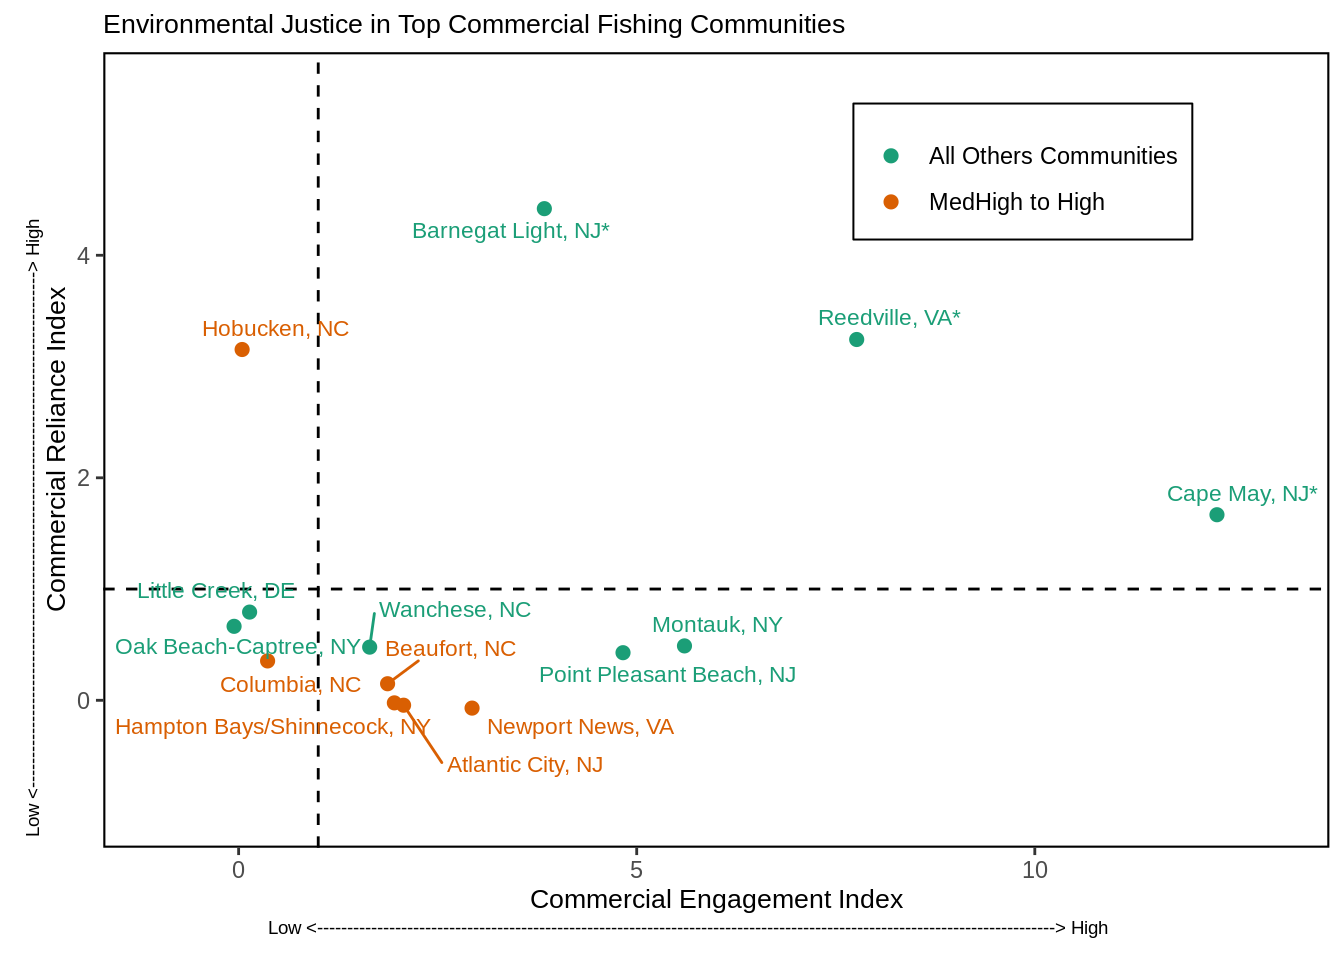 Environmental Justice in Top Commercial Fishing Communities
All Others Communities
MedHigh to High
Barnegat Light, NJ*
Reedville, VA*
Hobucken, NC
Cape May, NJ*
Little Creek, DE
Wanchese, NC
Montauk, NY
Oak Beach-Captree, NY
Beaufort, NC
Point Pleasant Beach, NJ
Columbia, NC
Hampton Bays/Shinnecock, NY
Newport News, VA
Atlantic City, NJ
4
2
0
Commercial Reliance Index
Low <----------------------------------------------------------------------------------------------> High
0
5
10
Commercial Engagement Index
Low <---------------------------------------------------------------------------------------------------------------------------> High